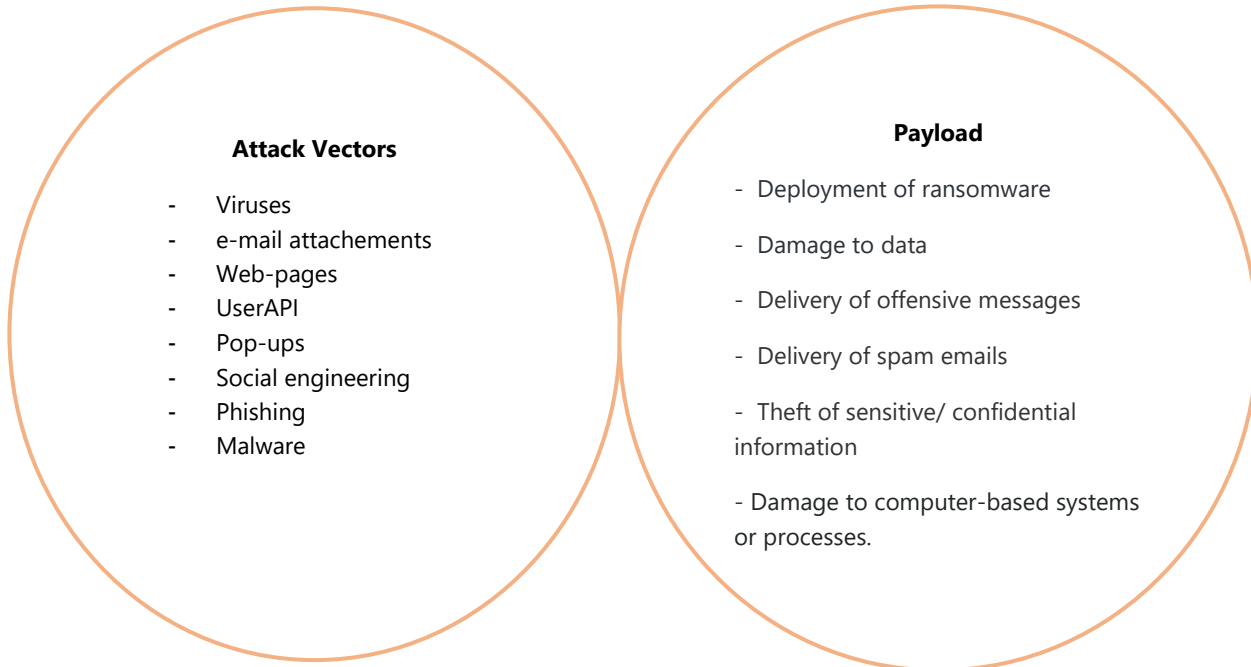 Attack Vectors
- Viruses
- e-mail attachements
- Web-pages
- UserAPI
- Pop-ups
- Social engineering
- Phishing
- Malware
Payload
- Deployment of ransomware
- Damage to data
- Delivery of offensive messages
- Delivery of spam emails
- Theft of sensitive/ confidential
information
- Damage to computer-based systems
or processes.